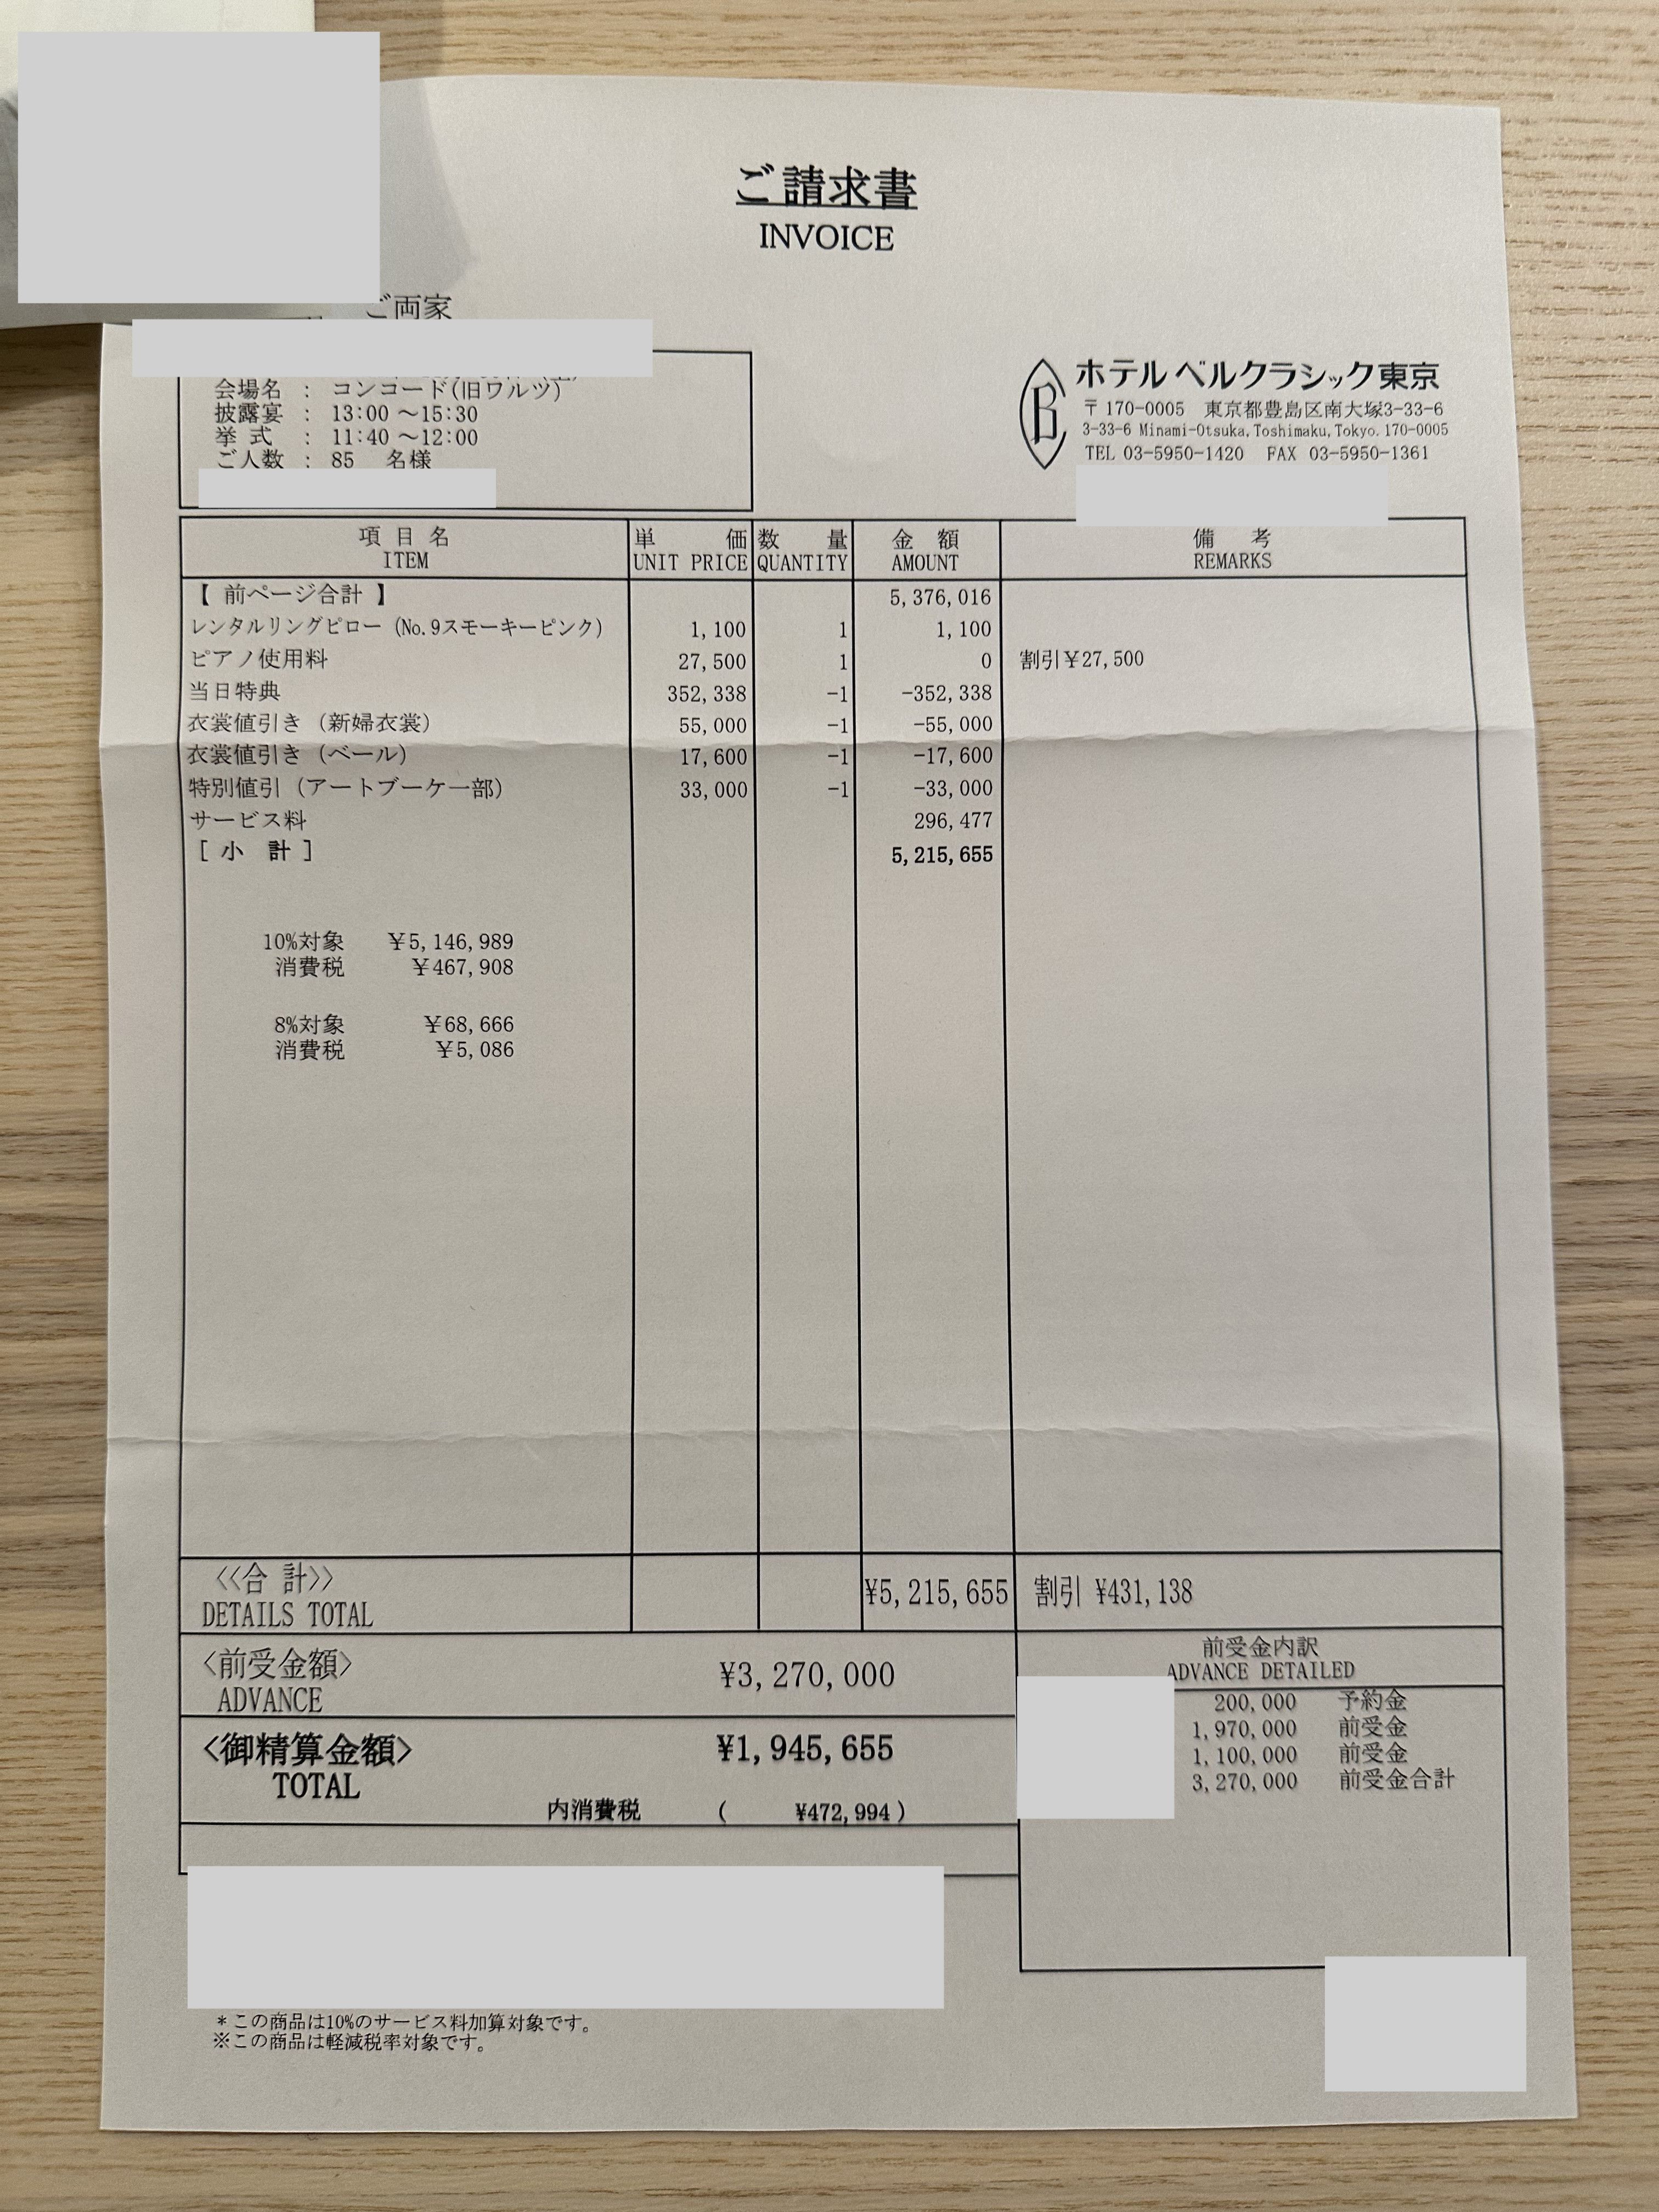 ご請求書
INVOICE
ご両家
会場名 : コンコード(旧ワルツ)
披露宴 : 13:00 ～15:30
挙 式 : 11:40 ～12:00
ご人数 : 85 名様
ホテル ベルクラシック東京
〒170-0005 東京都豊島区南大塚3-33-6
3-33-6 Minami-Otsuka,Toshimaku,Tokyo.170-0005
TEL 03-5950-1420 FAX 03-5950-1361
項 目 名 単 価 数 量 金 額 備 考
ITEM UNIT PRICE QUANTITY AMOUNT REMARKS
【 前ページ合計 】 5,376,016
レンタルリングピロー (No.9スモーキーピンク) 1,100 1 1,100
ピアノ使用料 27,500 1 0 割引￥27,500
当日特典 352,338 -1 -352,338
衣裳値引き (新婦衣裳) 55,000 -1 -55,000
衣裳値引き (ベール) 17,600 -1 -17,600
特別値引 (アートブーケ一部) 33,000 -1 -33,000
サービス料 296,477
[ 小 計 ] 5,215,655
10%対象 ￥5,146,989
消費税 ￥467,908
8%対象 ￥68,666
消費税 ￥5,086
<<合 計>> ¥5,215,655 割引 ¥431,138
DETAILS TOTAL
<前受金額> ¥3,270,000
ADVANCE
<御精算金額> ¥1,945,655
TOTAL
内消費税 ( ¥472,994 )
前受金内訳
ADVANCE DETAILED
200,000 予約金
1,970,000 前受金
1,100,000 前受金
3,270,000 前受金合計
＊この商品は10%のサービス料加算対象です。
※この商品は軽減税率対象です。